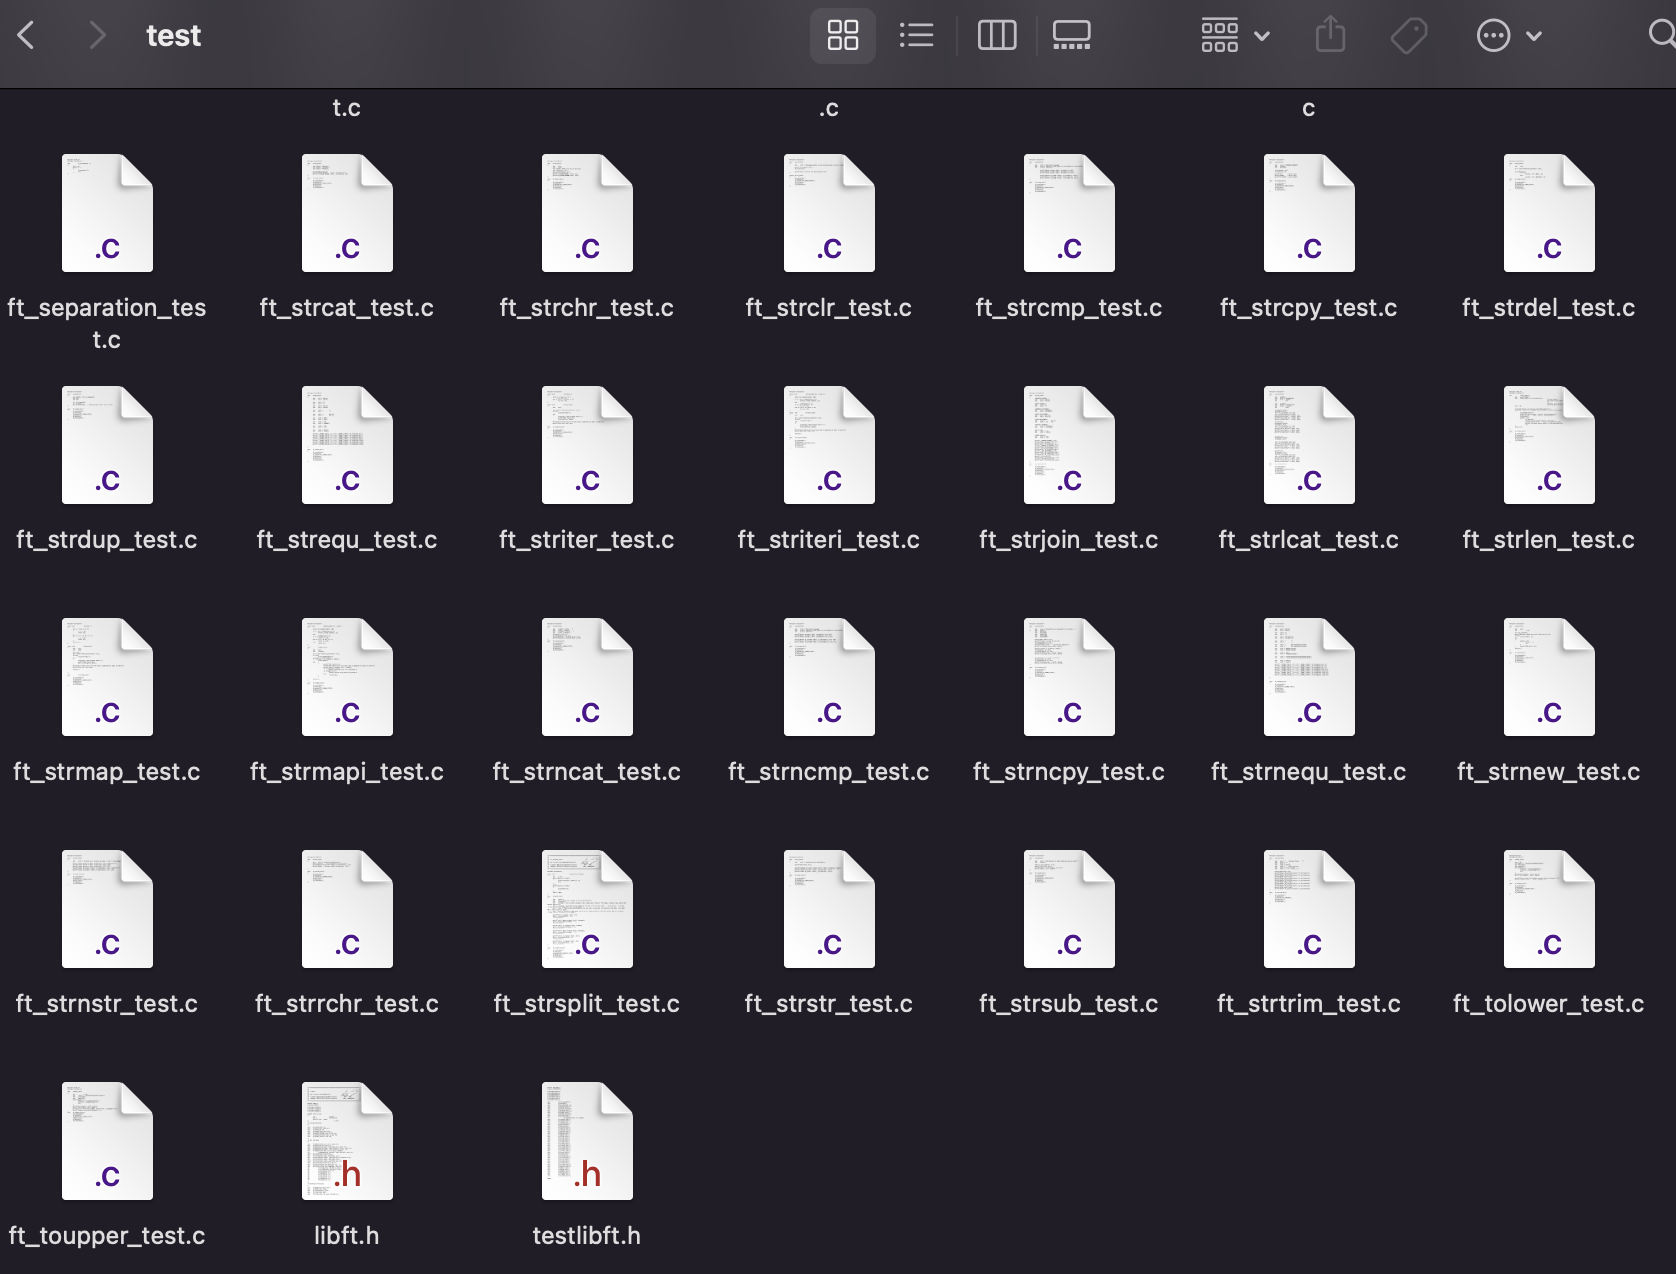 test
t.c .c c
.c .c .c .c .c .c .c
ft_separation_tes ft_strcat_test.c ft_strchr_test.c ft_strclr_test.c ft_strcmp_test.c ft_strcpy_test.c ft_strdel_test.c
t.c
.c .c .c .c .c .c .c
ft_strdup_test.c ft_strequ_test.c ft_striter_test.c ft_striteri_test.c ft_strjoin_test.c ft_strlcat_test.c ft_strlen_test.c
.c .c .c .c .c .c .c
ft_strmap_test.c ft_strmapi_test.c ft_strncat_test.c ft_strncmp_test.c ft_strncpy_test.c ft_strnequ_test.c ft_strnew_test.c
.c .c .c .c .c .c .c
ft_strnstr_test.c ft_strrchr_test.c ft_strsplit_test.c ft_strstr_test.c ft_strsub_test.c ft_strtrim_test.c ft_tolower_test.c
.c .h .h
ft_toupper_test.c libft.h testlibft.h